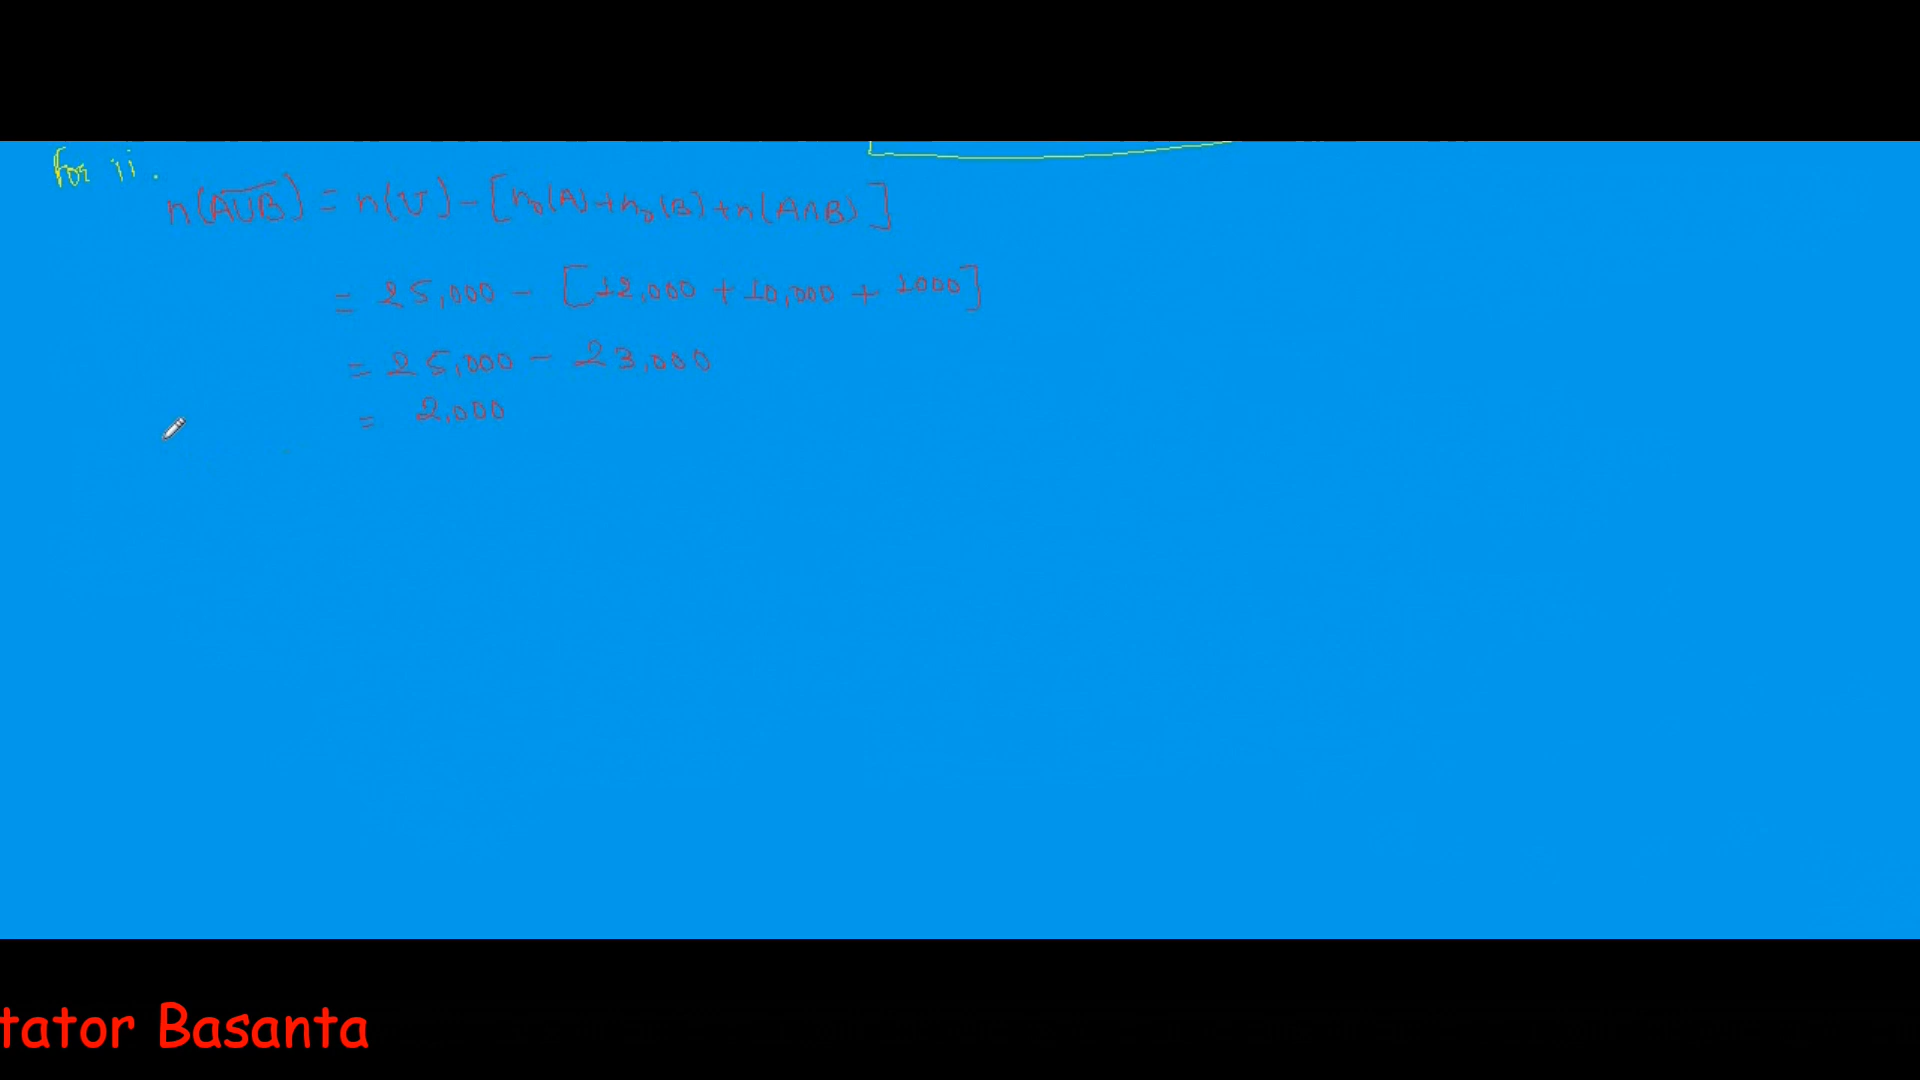 For ii.
n(A∪B)‾ = n(U) - [n₀(A) + n₀(B) + n(A∩B)]
= 25,000 - [12,000 + 10,000 + 1000]
= 25,000 - 23,000
= 2,000
tator Basanta